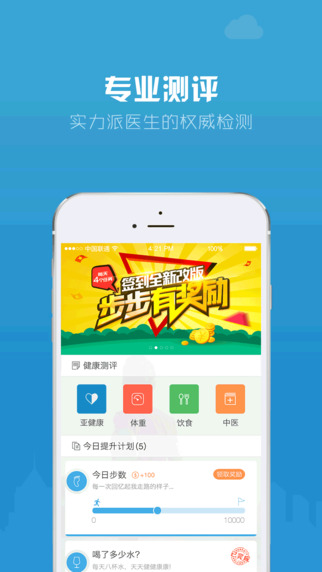 专业测评
实力派医生的权威检测
中国联通
4:21 PM
100%
每天
4个任务
签到全新改版
步步有奖励
健康测评
亚健康
体重
饮食
中医
今日提升计划(5)
今日步数
x100
领取奖励
每一次回忆起我走路的样子...
0
10000
喝了多少水?
每天八杯水，天天健健康康!
已完成